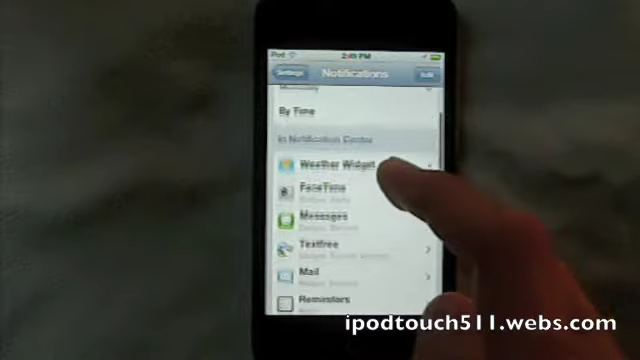 iPod 2:49 PM
Settings Notifications Edit
Manually
By Time
In Notification Center
Weather Widget
FaceTime
Messages
Textfree
Mail
Reminders
ipodtouch511.webs.com